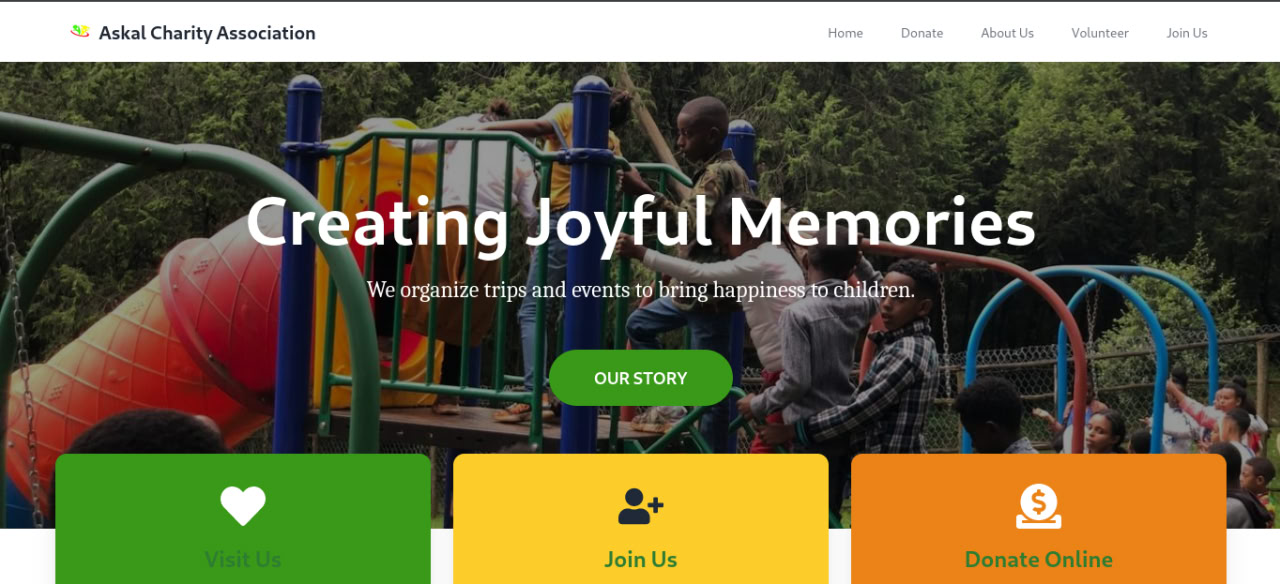 Askal Charity Association
Home Donate About Us Volunteer Join Us
Creating Joyful Memories
We organize trips and events to bring happiness to children.
OUR STORY
Visit Us
Join Us
Donate Online